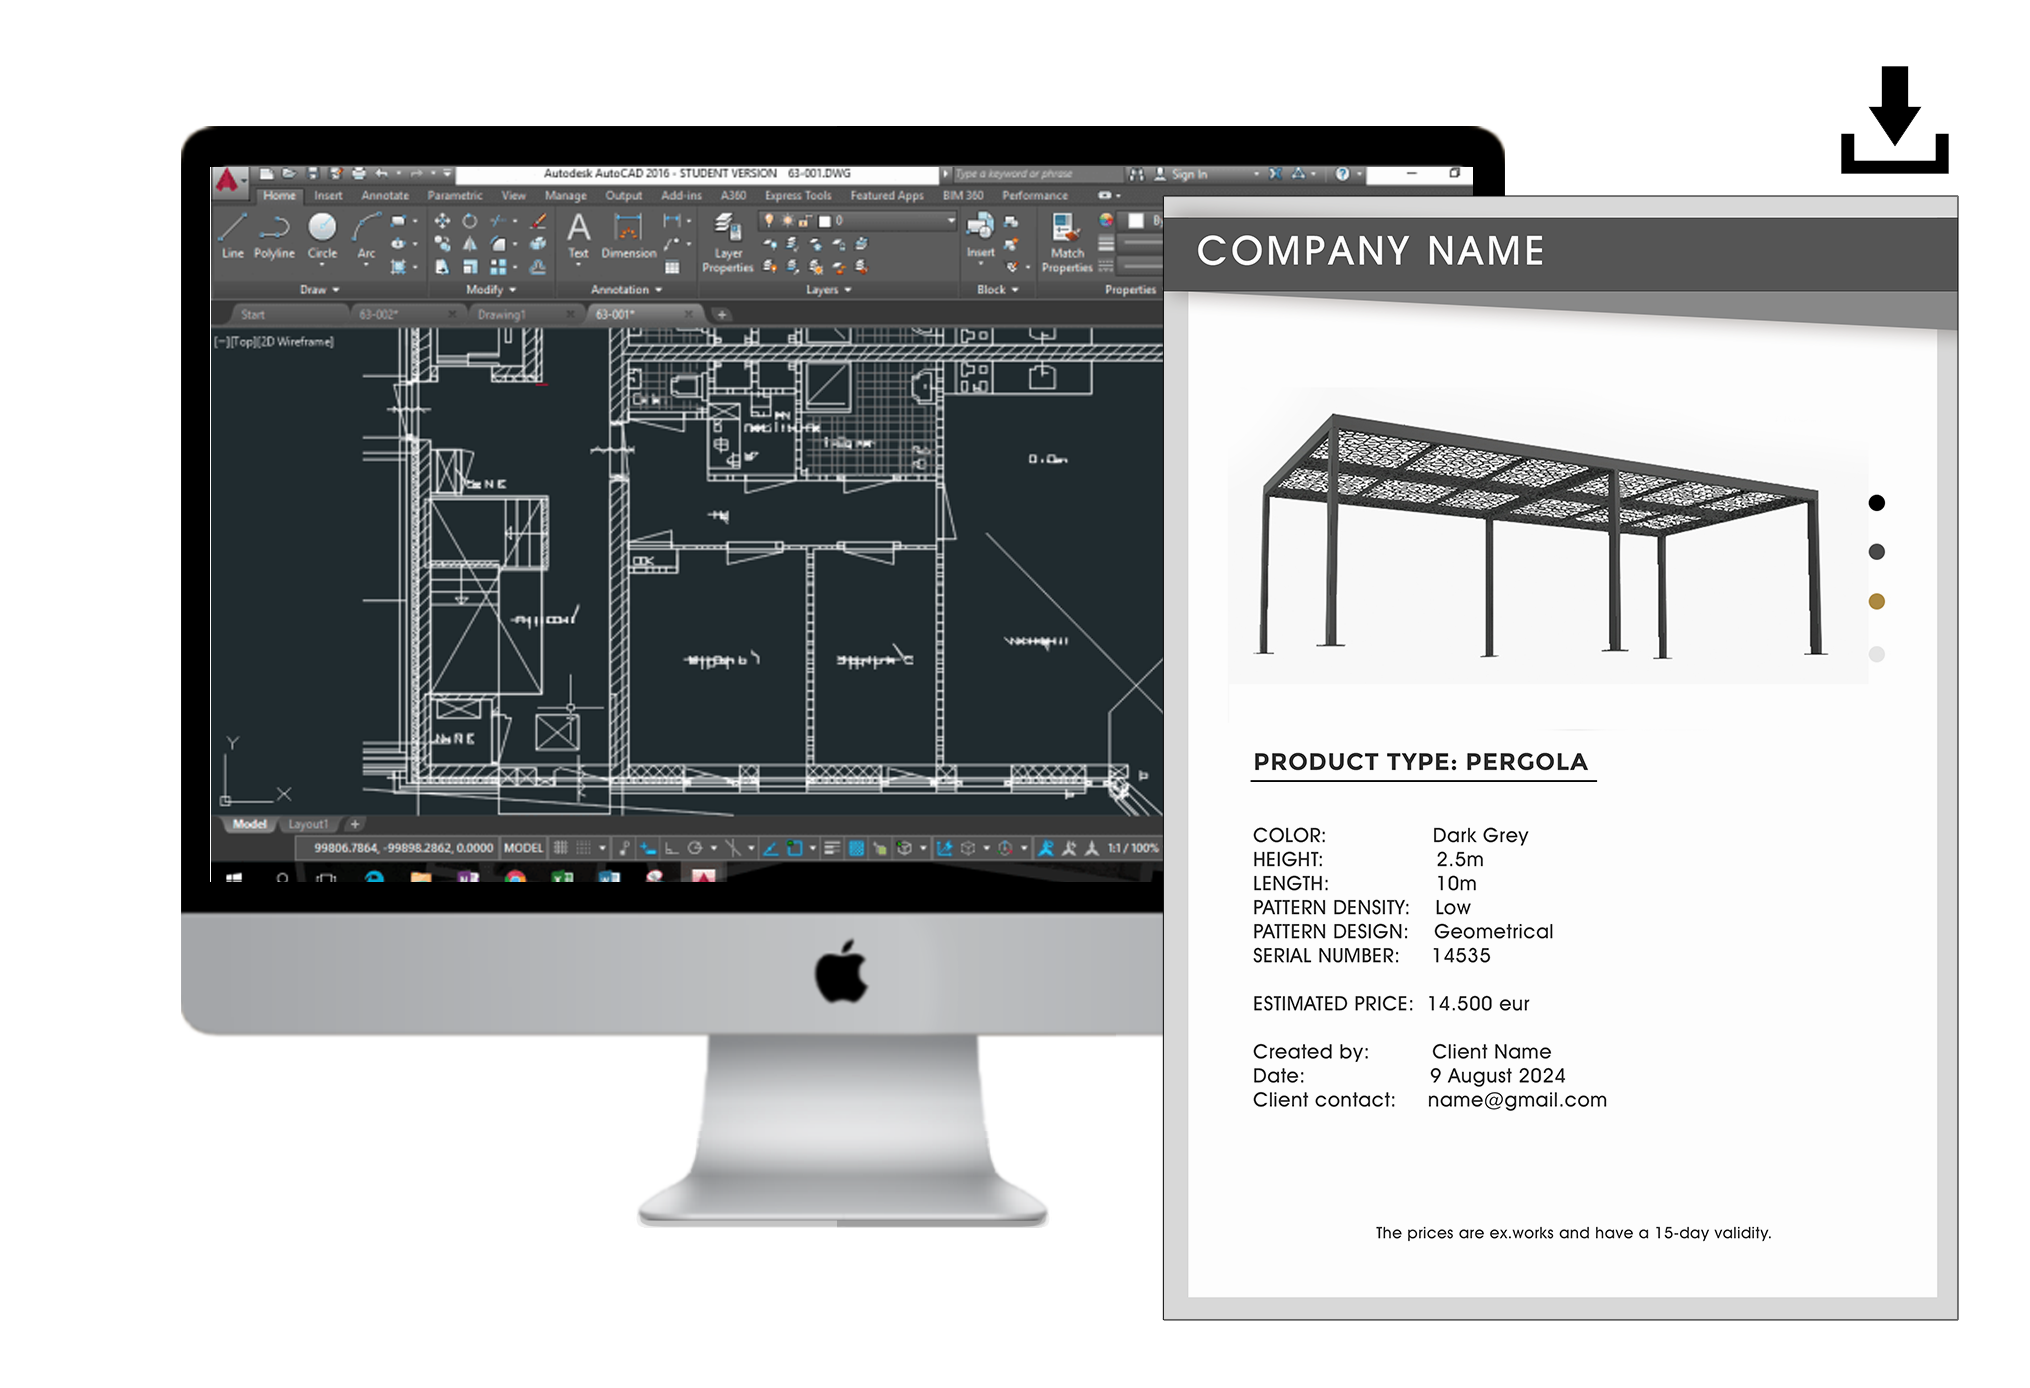 Autodesk AutoCAD 2016 - STUDENT VERSION 63-001.DWG
Type a keyword or phrase
Sign In
Home Insert Annotate Parametric View Manage Output Add-ins A360 Express Tools Featured Apps BIM 360 Performance
Line Polyline Circle Arc
Text Dimension
Layer Properties
0
Insert
Match Properties
Draw Modify Annotation Layers Block Properties
Start 63-002* Drawing1 63-001*
[−][Top][2D Wireframe]
Y
X
Model Layout1 +
99806.7864, -99898.2862, 0.0000 MODEL
1:1 / 100%
COMPANY NAME
PRODUCT TYPE: PERGOLA
COLOR: Dark Grey
HEIGHT: 2.5m
LENGTH: 10m
PATTERN DENSITY: Low
PATTERN DESIGN: Geometrical
SERIAL NUMBER: 14535
ESTIMATED PRICE: 14.500 eur
Created by: Client Name
Date: 9 August 2024
Client contact: name@gmail.com
The prices are ex.works and have a 15-day validity.